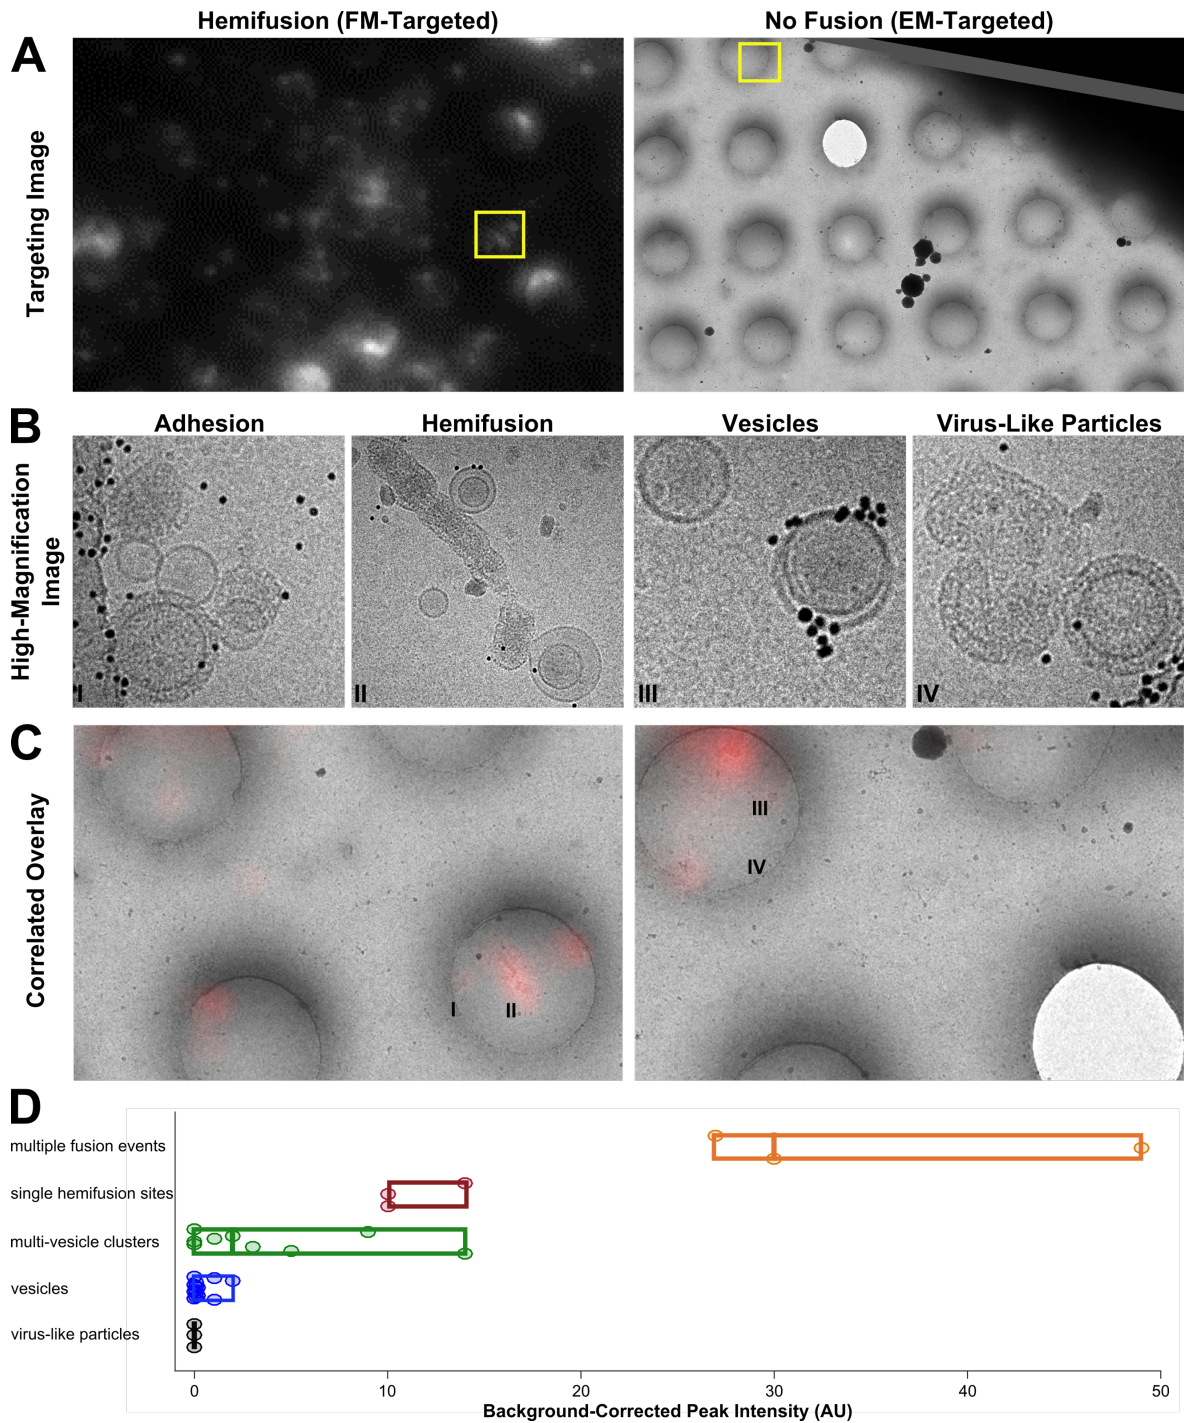 Hemifusion (FM-Targeted)
No Fusion (EM-Targeted)
A
Targeting Image
B
Adhesion
Hemifusion
Vesicles
Virus-Like Particles
High-Magnification
Image
I
II
III
IV
C
Correlated Overlay
I
II
III
IV
D
multiple fusion events
single hemifusion sites
multi-vesicle clusters
vesicles
virus-like particles
0
10
20
30
40
50
Background-Corrected Peak Intensity (AU)